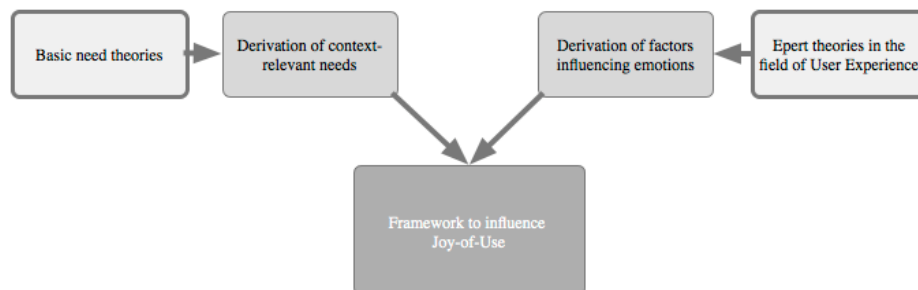 Basic need theories
Derivation of context-
relevant needs
Derivation of factors
influencing emotions
Epert theories in the
field of User Experience
Framework to influence
Joy-of-Use